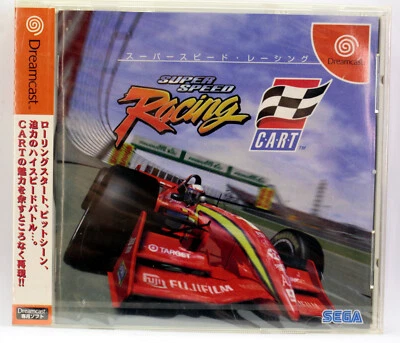 Dreamcast
ローリングスタート、ピットシーン、
迫力のハイスピードバトル…。
CARTの魅力を余すところなく再現!!
Dreamcast
専用ソフト
スーパースピード・レーシング
Dreamcast
SUPER
SPEED
Racing
CART
TARGET
FUJIFILM
SEGA